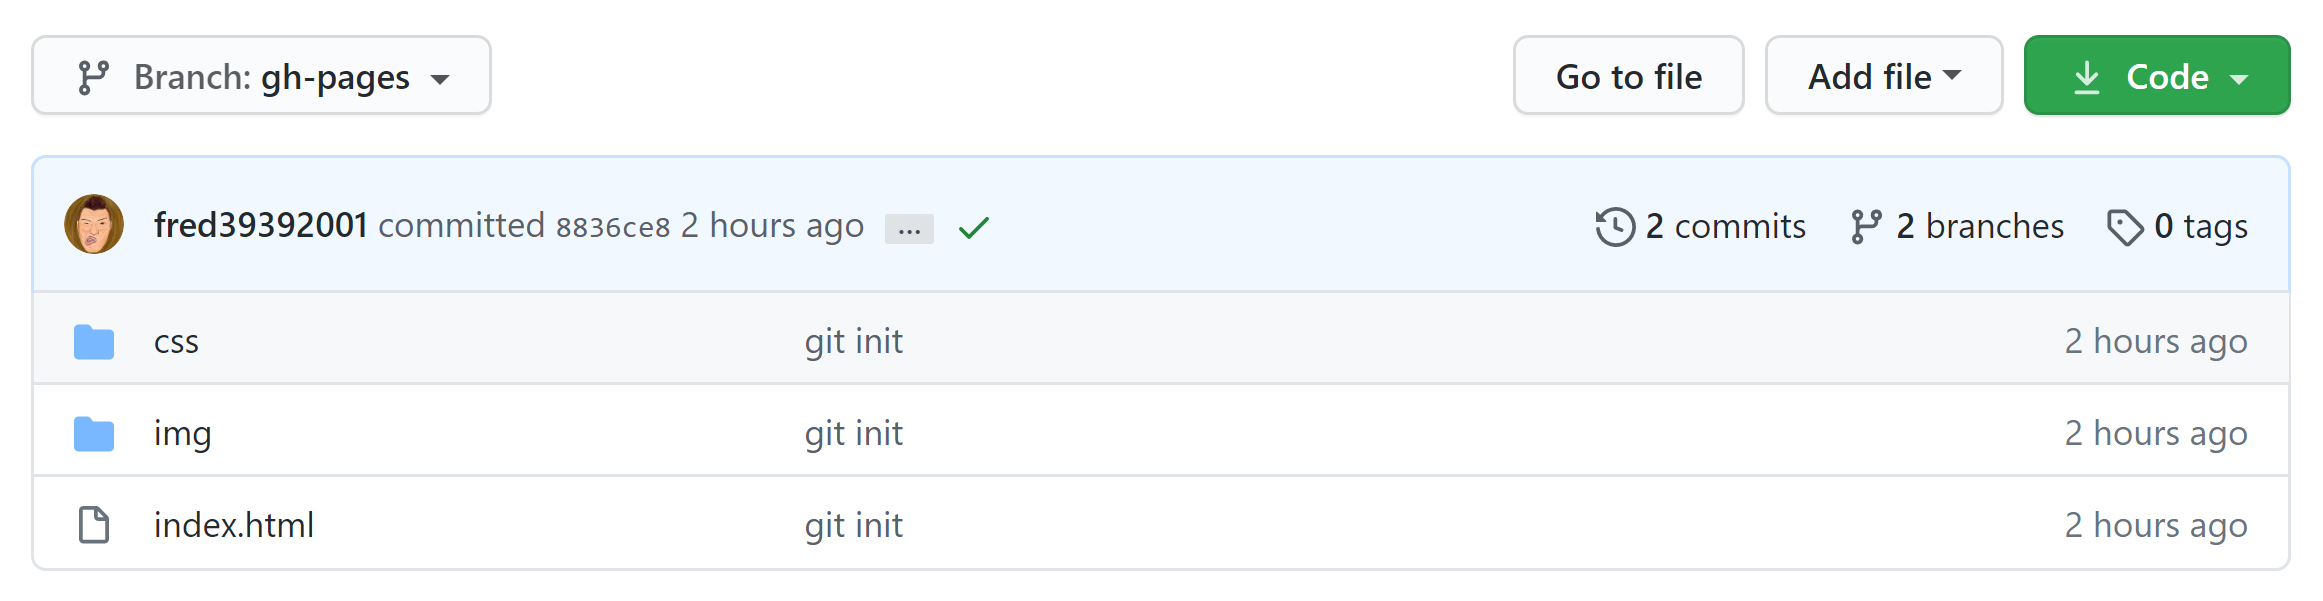 Branch: gh-pages Go to file Add file Code
fred39392001 committed 8836ce8 2 hours ago ... 2 commits 2 branches 0 tags
css git init 2 hours ago
img git init 2 hours ago
index.html git init 2 hours ago